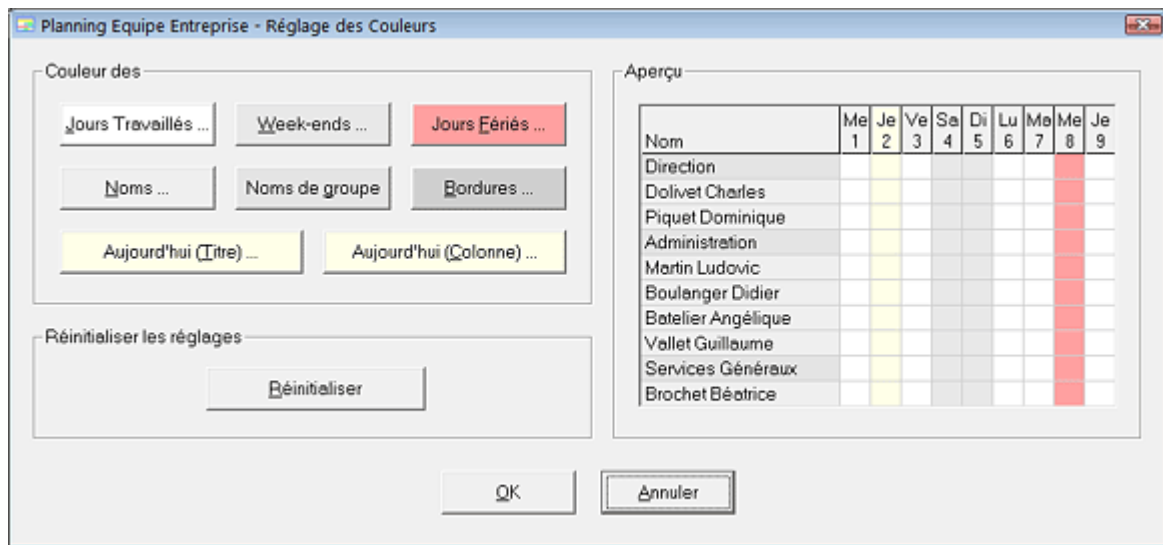 Planning Equipe Entreprise - Réglage des Couleurs
Couleur des
Jours Travaillés ... Week-ends ... Jours Fériés ...
Noms ... Noms de groupe Bordures ...
Aujourd'hui (Titre) ... Aujourd'hui (Colonne) ...
Réinitialiser les réglages
Réinitialiser
Aperçu
Me Je Ve Sa Di Lu Ma Me Je
Nom 1 2 3 4 5 6 7 8 9
Direction
Dolivet Charles
Piquet Dominique
Administration
Martin Ludovic
Boulanger Didier
Batelier Angélique
Vallet Guillaume
Services Généraux
Brochet Béatrice
OK Annuler